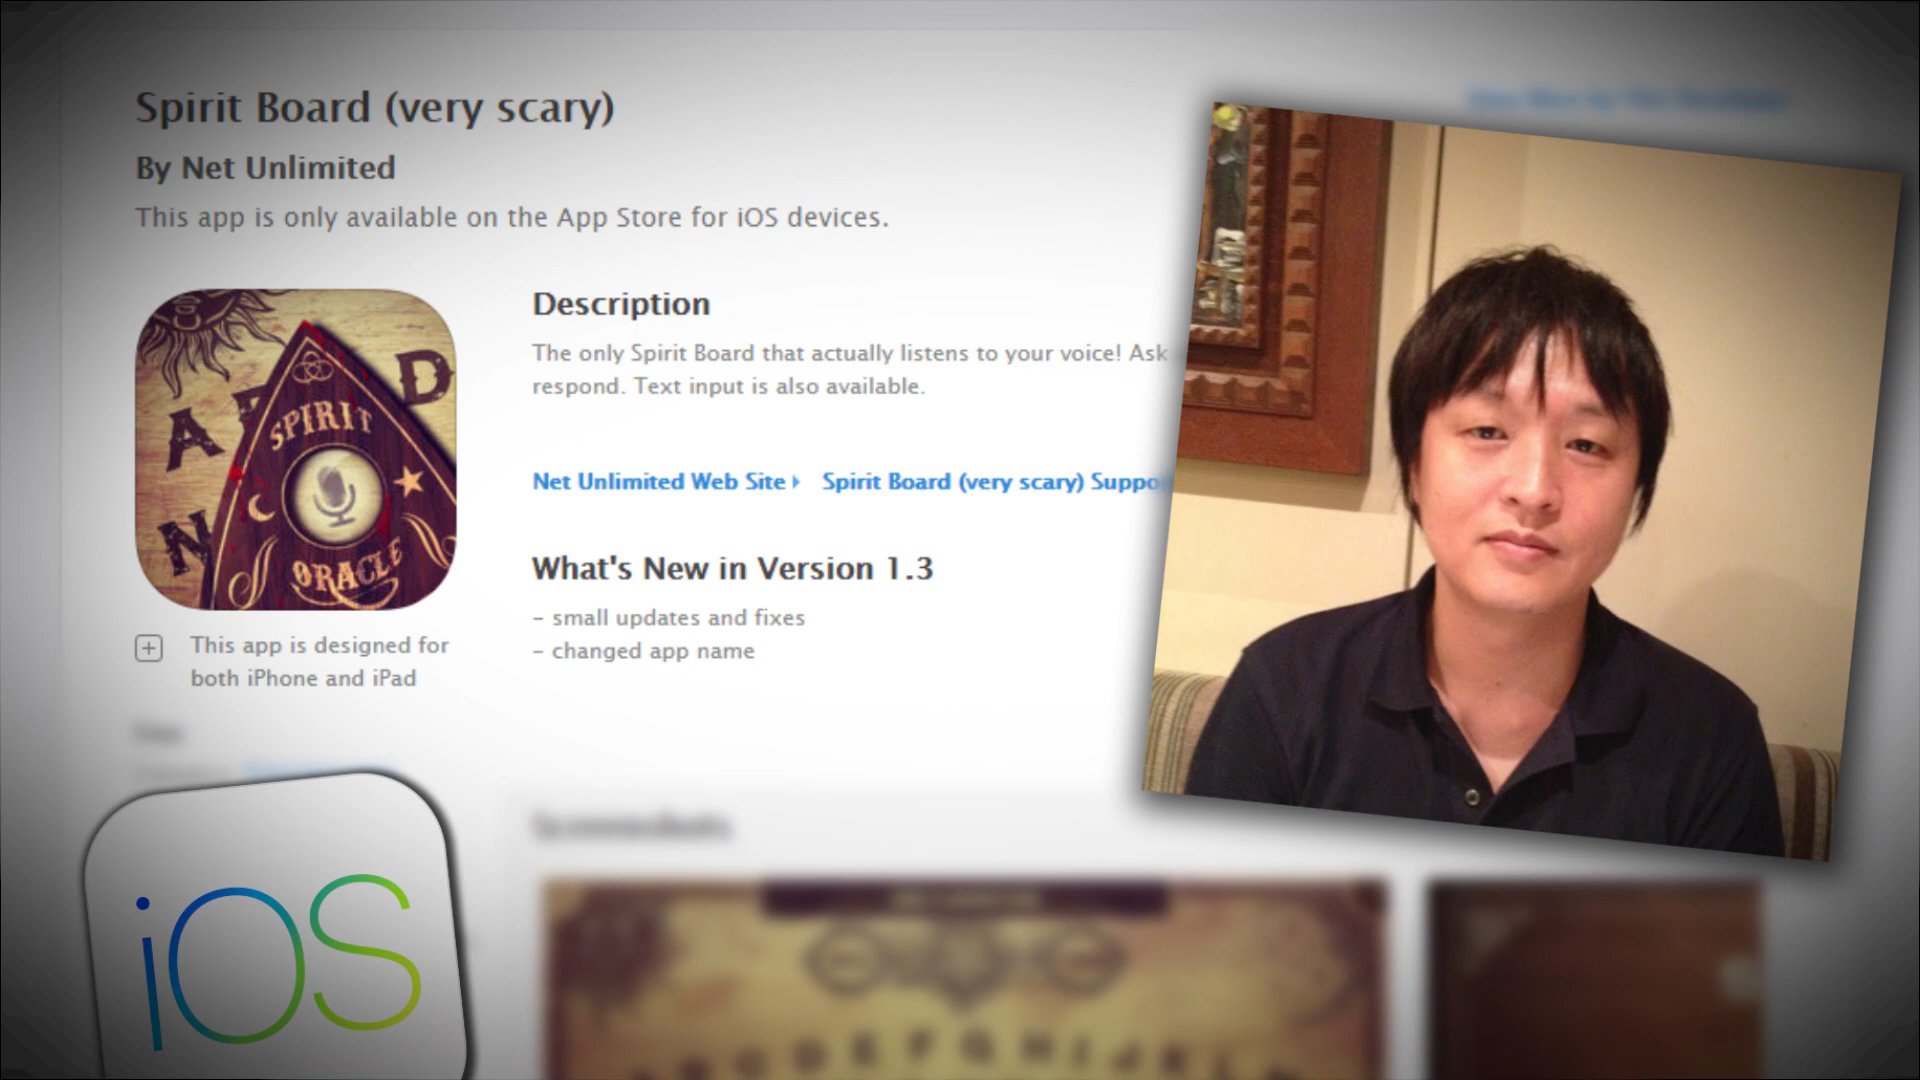 Spirit Board (very scary)
By Net Unlimited
This app is only available on the App Store for iOS devices.
Description
The only Spirit Board that actually listens to your voice! Ask
respond. Text input is also available.
Net Unlimited Web Site
Spirit Board (very scary) Suppo
What's New in Version 1.3
- small updates and fixes
- changed app name
A
D
N
SPIRIT
ORACLE
This app is designed for
both iPhone and iPad
Screenshots
A B C D E F G H I J K L M
iOS